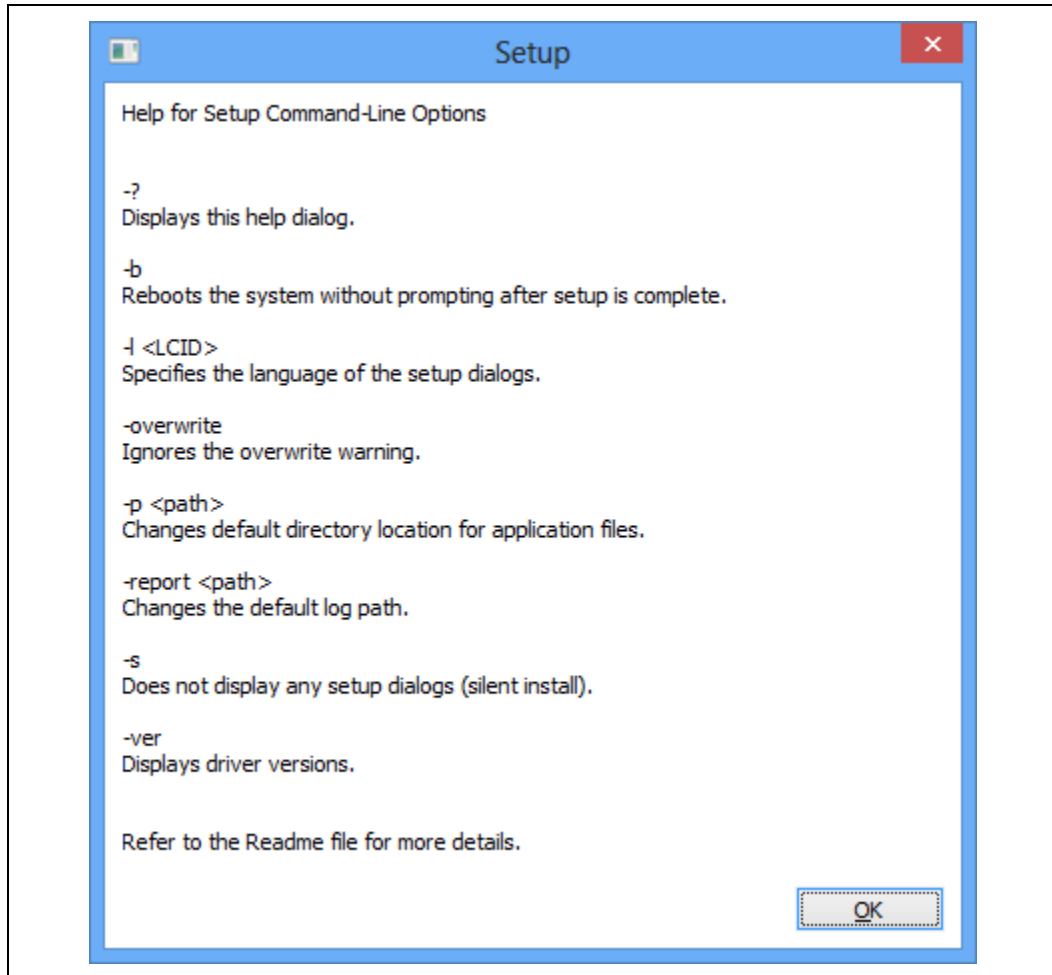 Setup
Help for Setup Command-Line Options
-?
Displays this help dialog.
-b
Reboots the system without prompting after setup is complete.
-l <LCID>
Specifies the language of the setup dialogs.
-overwrite
Ignores the overwrite warning.
-p <path>
Changes default directory location for application files.
-report <path>
Changes the default log path.
-s
Does not display any setup dialogs (silent install).
-ver
Displays driver versions.
Refer to the Readme file for more details.
OK